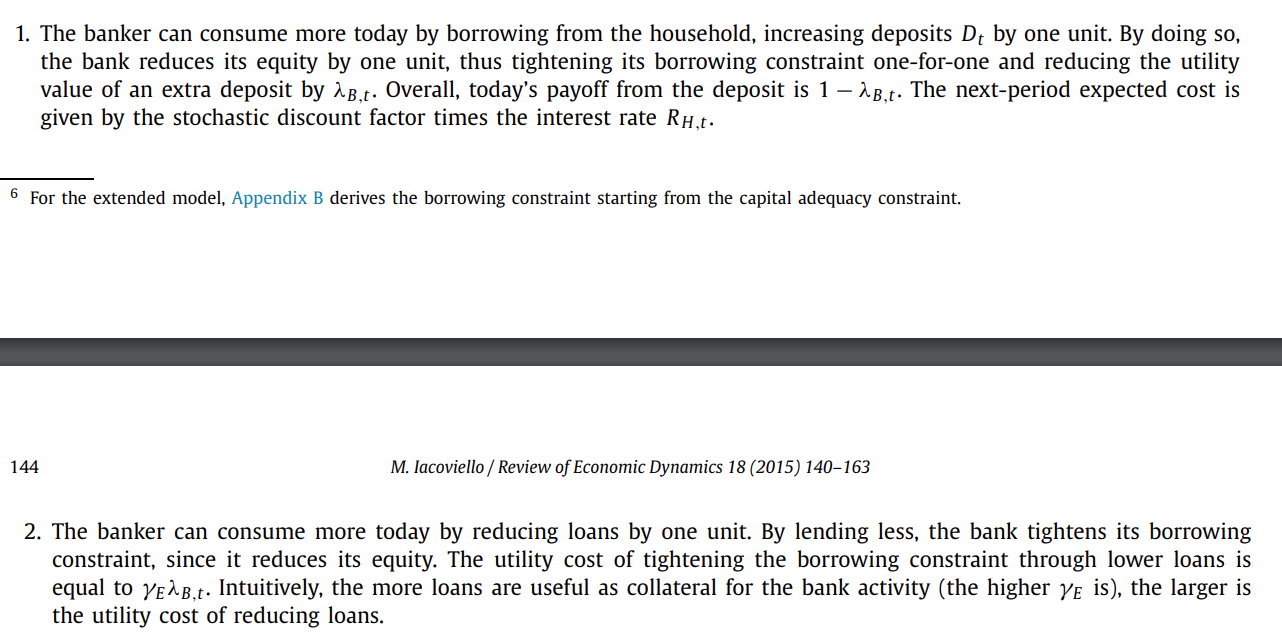 1. The banker can consume more today by borrowing from the household, increasing deposits Dt by one unit. By doing so,
the bank reduces its equity by one unit, thus tightening its borrowing constraint one-for-one and reducing the utility
value of an extra deposit by λB,t. Overall, today's payoff from the deposit is 1 − λB,t. The next-period expected cost is
given by the stochastic discount factor times the interest rate RH,t.
6 For the extended model, Appendix B derives the borrowing constraint starting from the capital adequacy constraint.
144
M. Iacoviello / Review of Economic Dynamics 18 (2015) 140–163
2. The banker can consume more today by reducing loans by one unit. By lending less, the bank tightens its borrowing
constraint, since it reduces its equity. The utility cost of tightening the borrowing constraint through lower loans is
equal to γEλB,t. Intuitively, the more loans are useful as collateral for the bank activity (the higher γE is), the larger is
the utility cost of reducing loans.